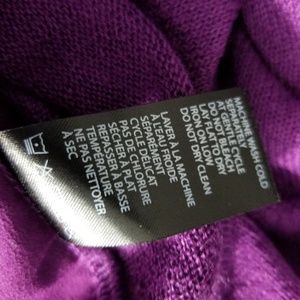 MACHINE WASH COLD
SEPARATELY
GENTLE CYCLE
DO NOT BLEACH
LAY FLAT TO DRY
IRON ON LOW
DO NOT DRY CLEAN
LAVER À LA MACHINE
À L'EAU FROIDE
SÉPARÉMENT
CYCLE DÉLICAT
PAS DE CHLORURE
SÉCHER À PLAT
REPASSER À BASSE
TEMPÉRATURE
NE PAS NETTOYER
À SEC